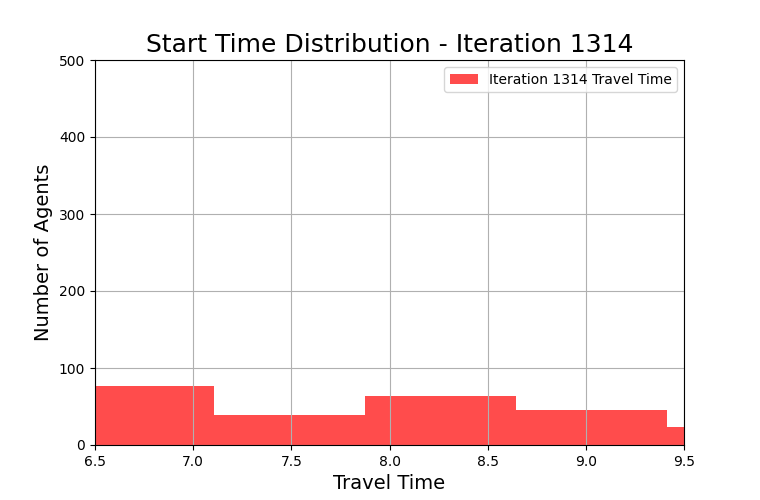 Start Time Distribution - Iteration 1314
Iteration 1314 Travel Time
Number of Agents
500
400
300
200
100
0
6.5 7.0 7.5 8.0 8.5 9.0 9.5
Travel Time